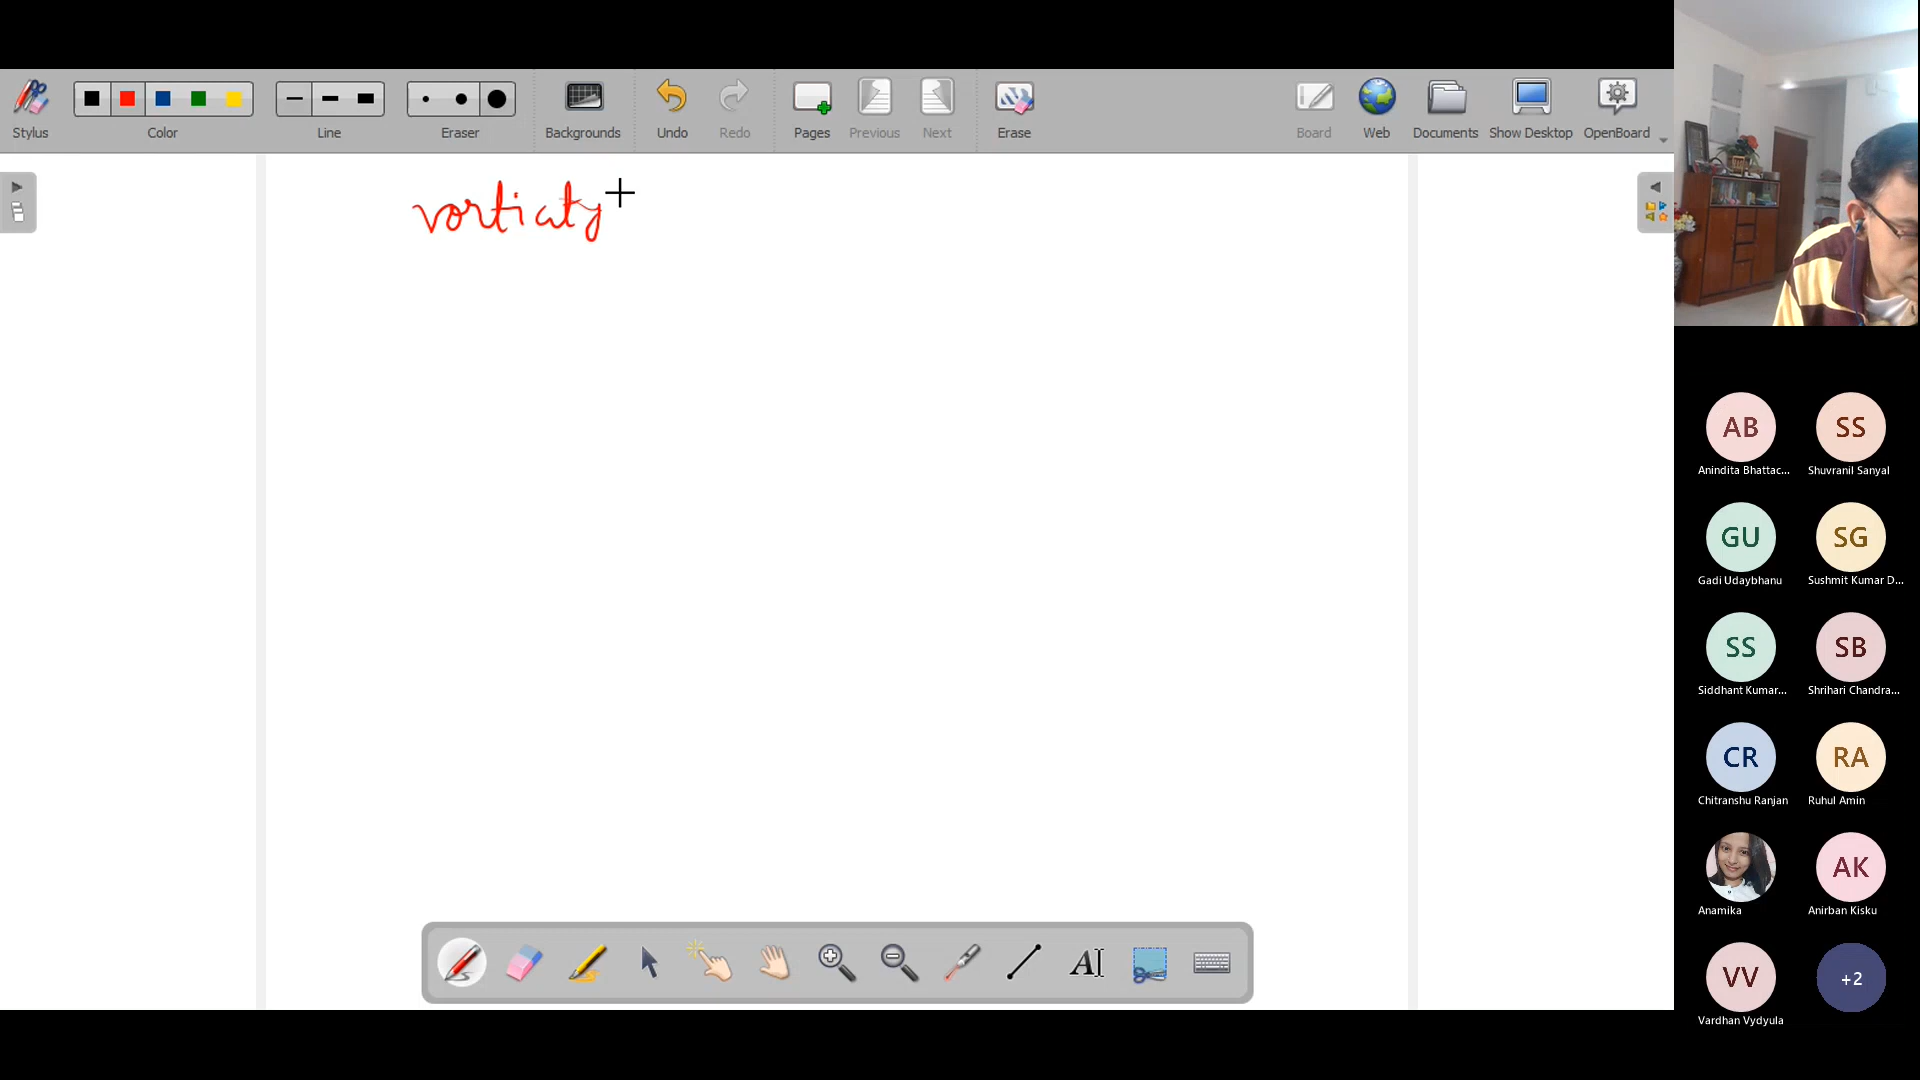 Stylus
Color
Line
Eraser
Backgrounds
Undo
Redo
Pages
Previous
Next
Erase
Board
Web
Documents
Show Desktop
OpenBoard
vorticity
AI
AB
SS
Anindita Bhattac...
Shuvranil Sanyal
GU
SG
Gadi Udaybhanu
Sushmit Kumar D...
SS
SB
Siddhant Kumar...
Shrihari Chandra...
CR
RA
Chitranshu Ranjan
Ruhul Amin
AK
Anamika
Anirban Kisku
VV
+2
Vardhan Vydyula